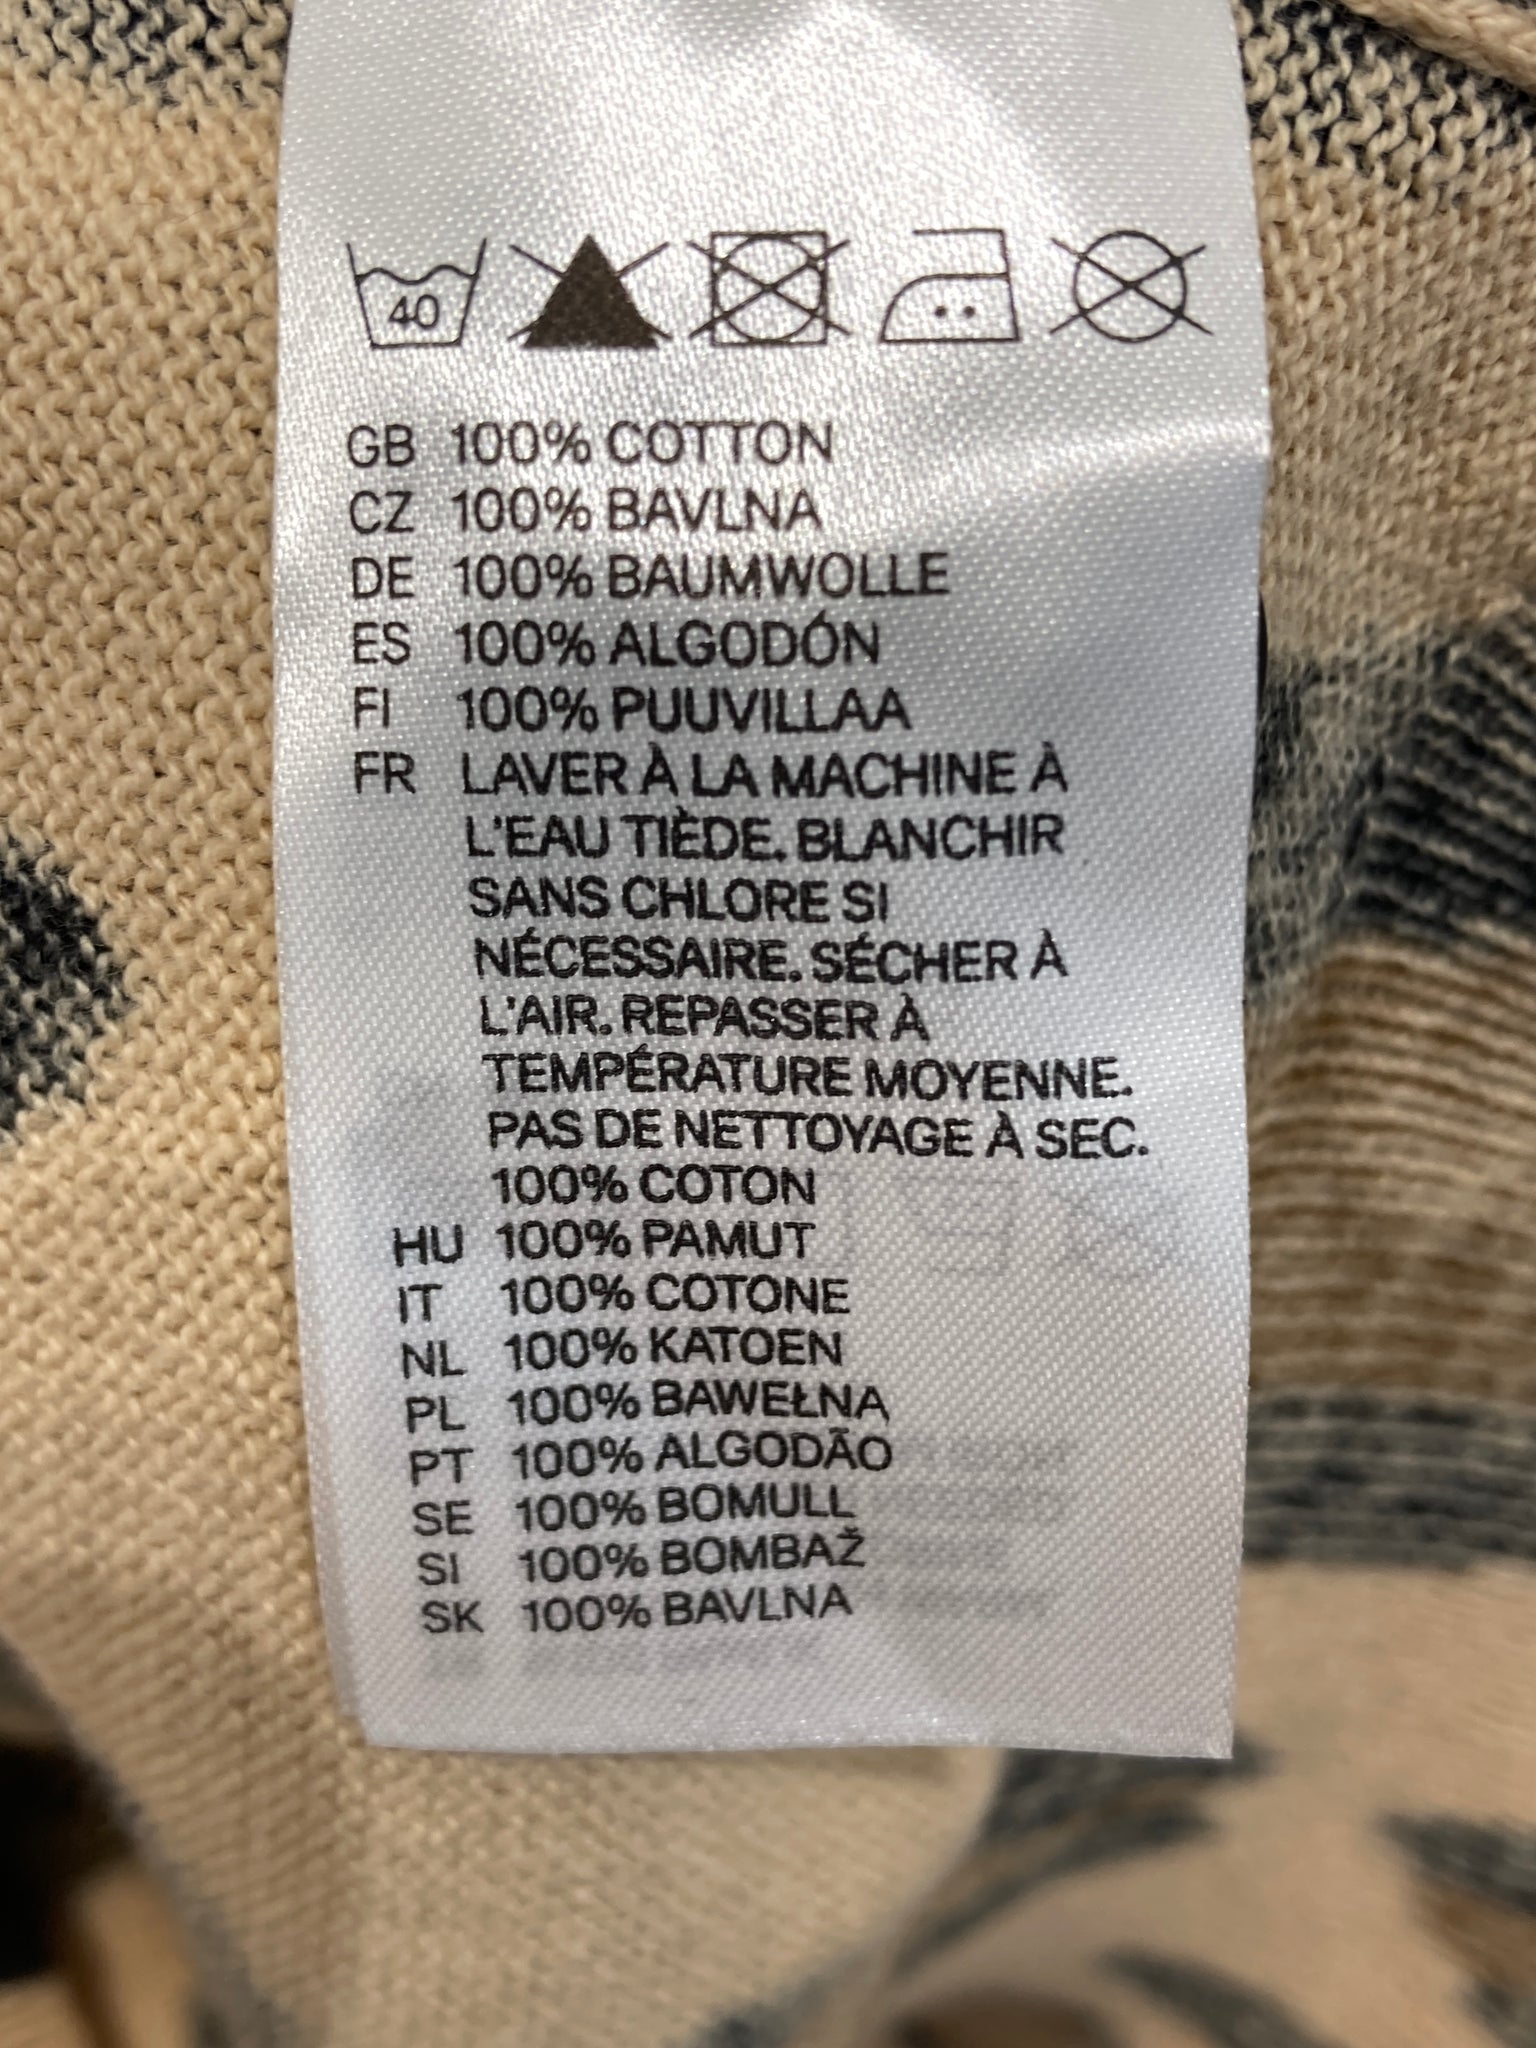 40
GB 100% COTTON
CZ 100% BAVLNA
DE 100% BAUMWOLLE
ES 100% ALGODÓN
FI 100% PUUVILLAA
FR LAVER À LA MACHINE À
L'EAU TIÈDE. BLANCHIR
SANS CHLORE SI
NÉCESSAIRE. SÉCHER À
L'AIR. REPASSER À
TEMPÉRATURE MOYENNE.
PAS DE NETTOYAGE À SEC.
100% COTON
HU 100% PAMUT
IT 100% COTONE
NL 100% KATOEN
PL 100% BAWEŁNA
PT 100% ALGODÃO
SE 100% BOMULL
SI 100% BOMBAŽ
SK 100% BAVLNA